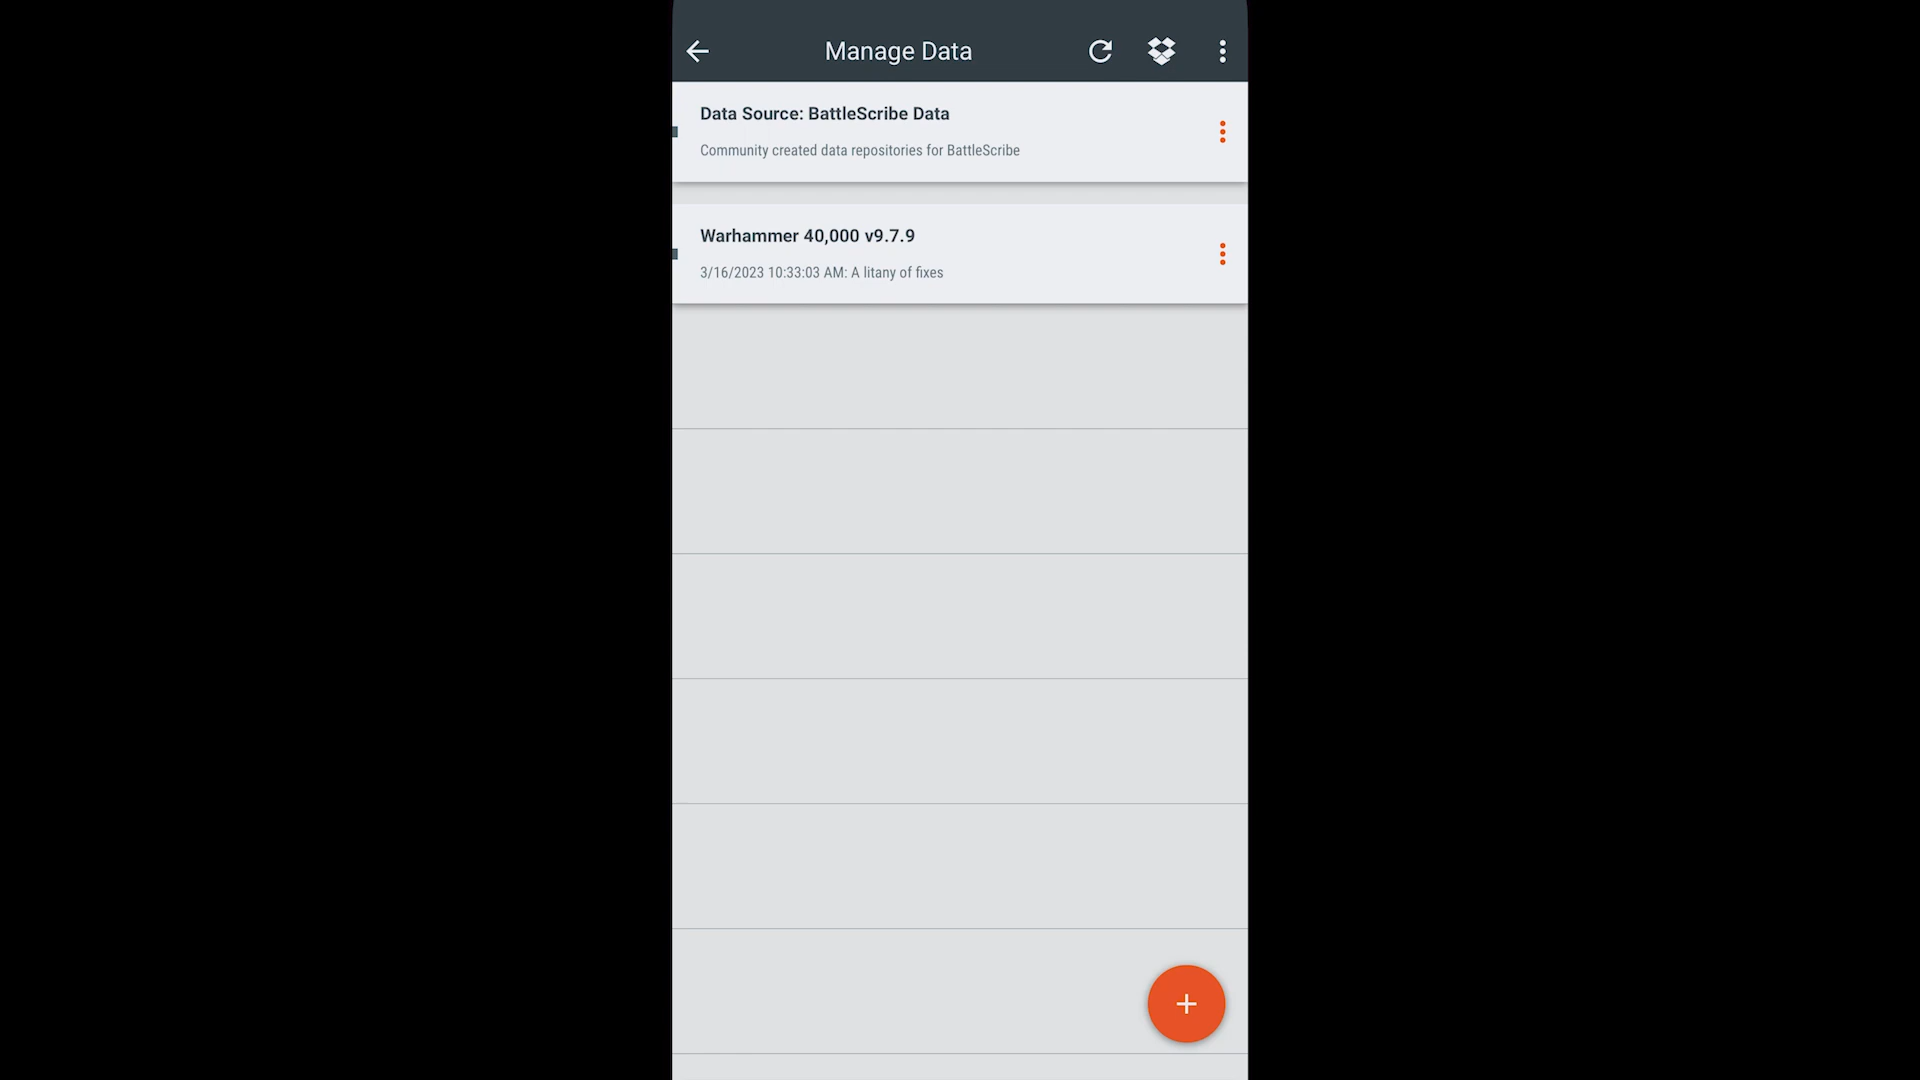 Manage Data
Data Source: BattleScribe Data
Community created data repositories for BattleScribe
Warhammer 40,000 v9.7.9
3/16/2023 10:33:03 AM: A litany of fixes